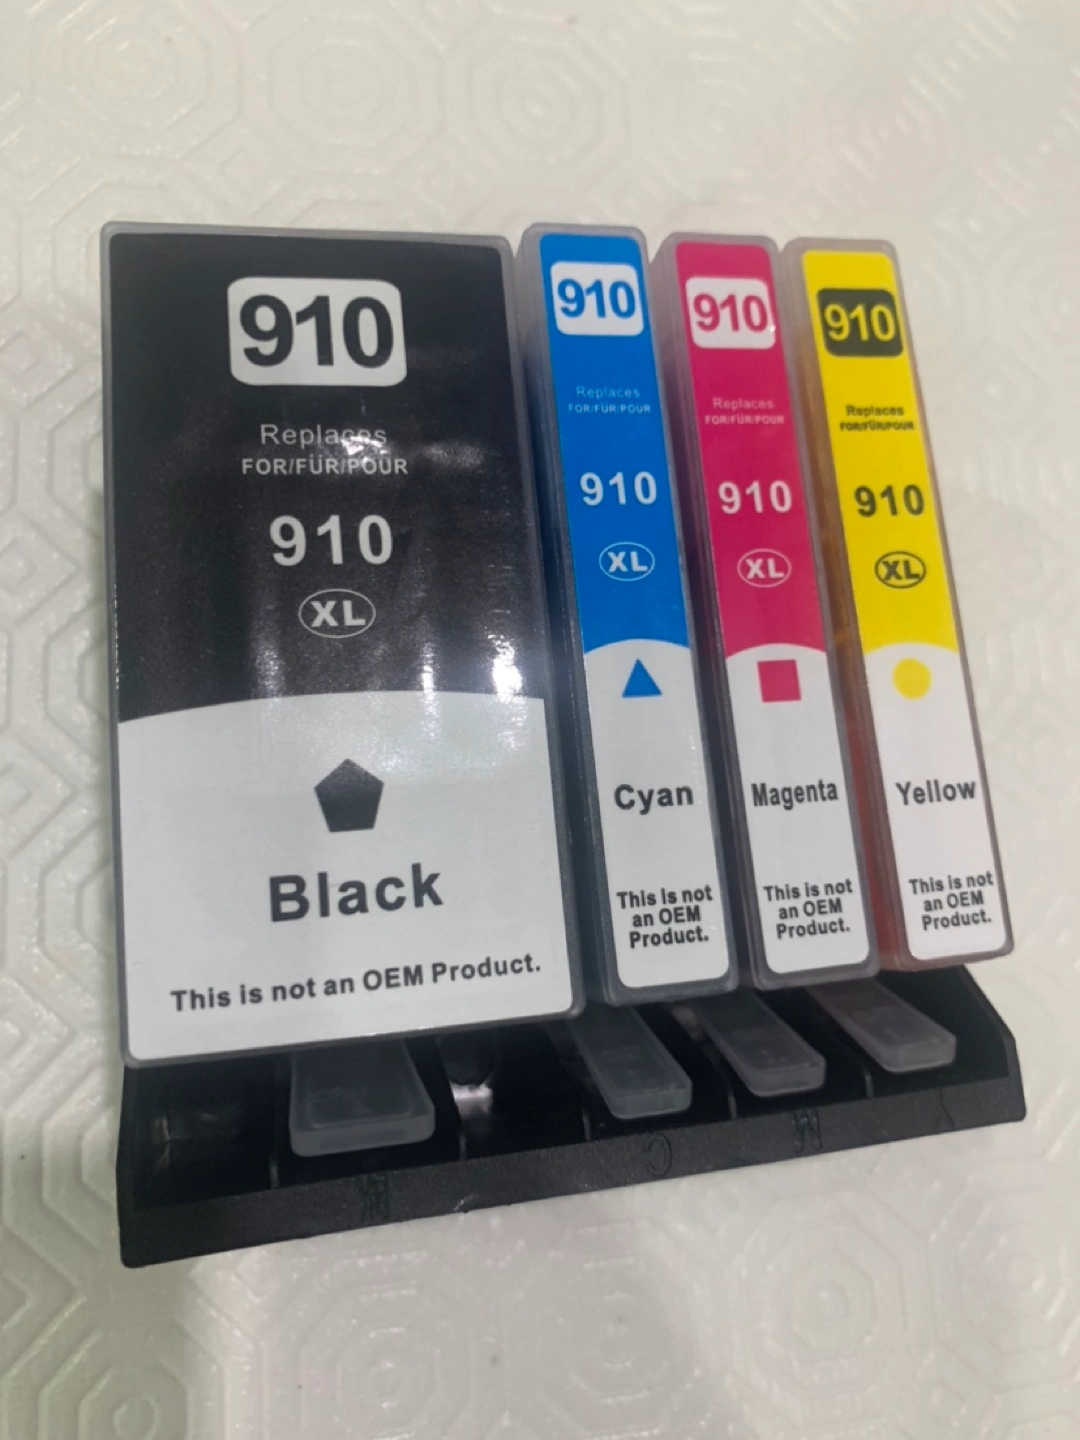 910
Replaces
FOR/FÜR/POUR
910
XL
Black
This is not an OEM Product.
910
Replaces
FOR/FÜR/POUR
910
XL
Cyan
This is not
an OEM
Product.
910
Replaces
FOR/FÜR/POUR
910
XL
Magenta
This is not
an OEM
Product.
910
Replaces
FOR/FÜR/POUR
910
XL
Yellow
This is not
an OEM
Product.
C
M
Y